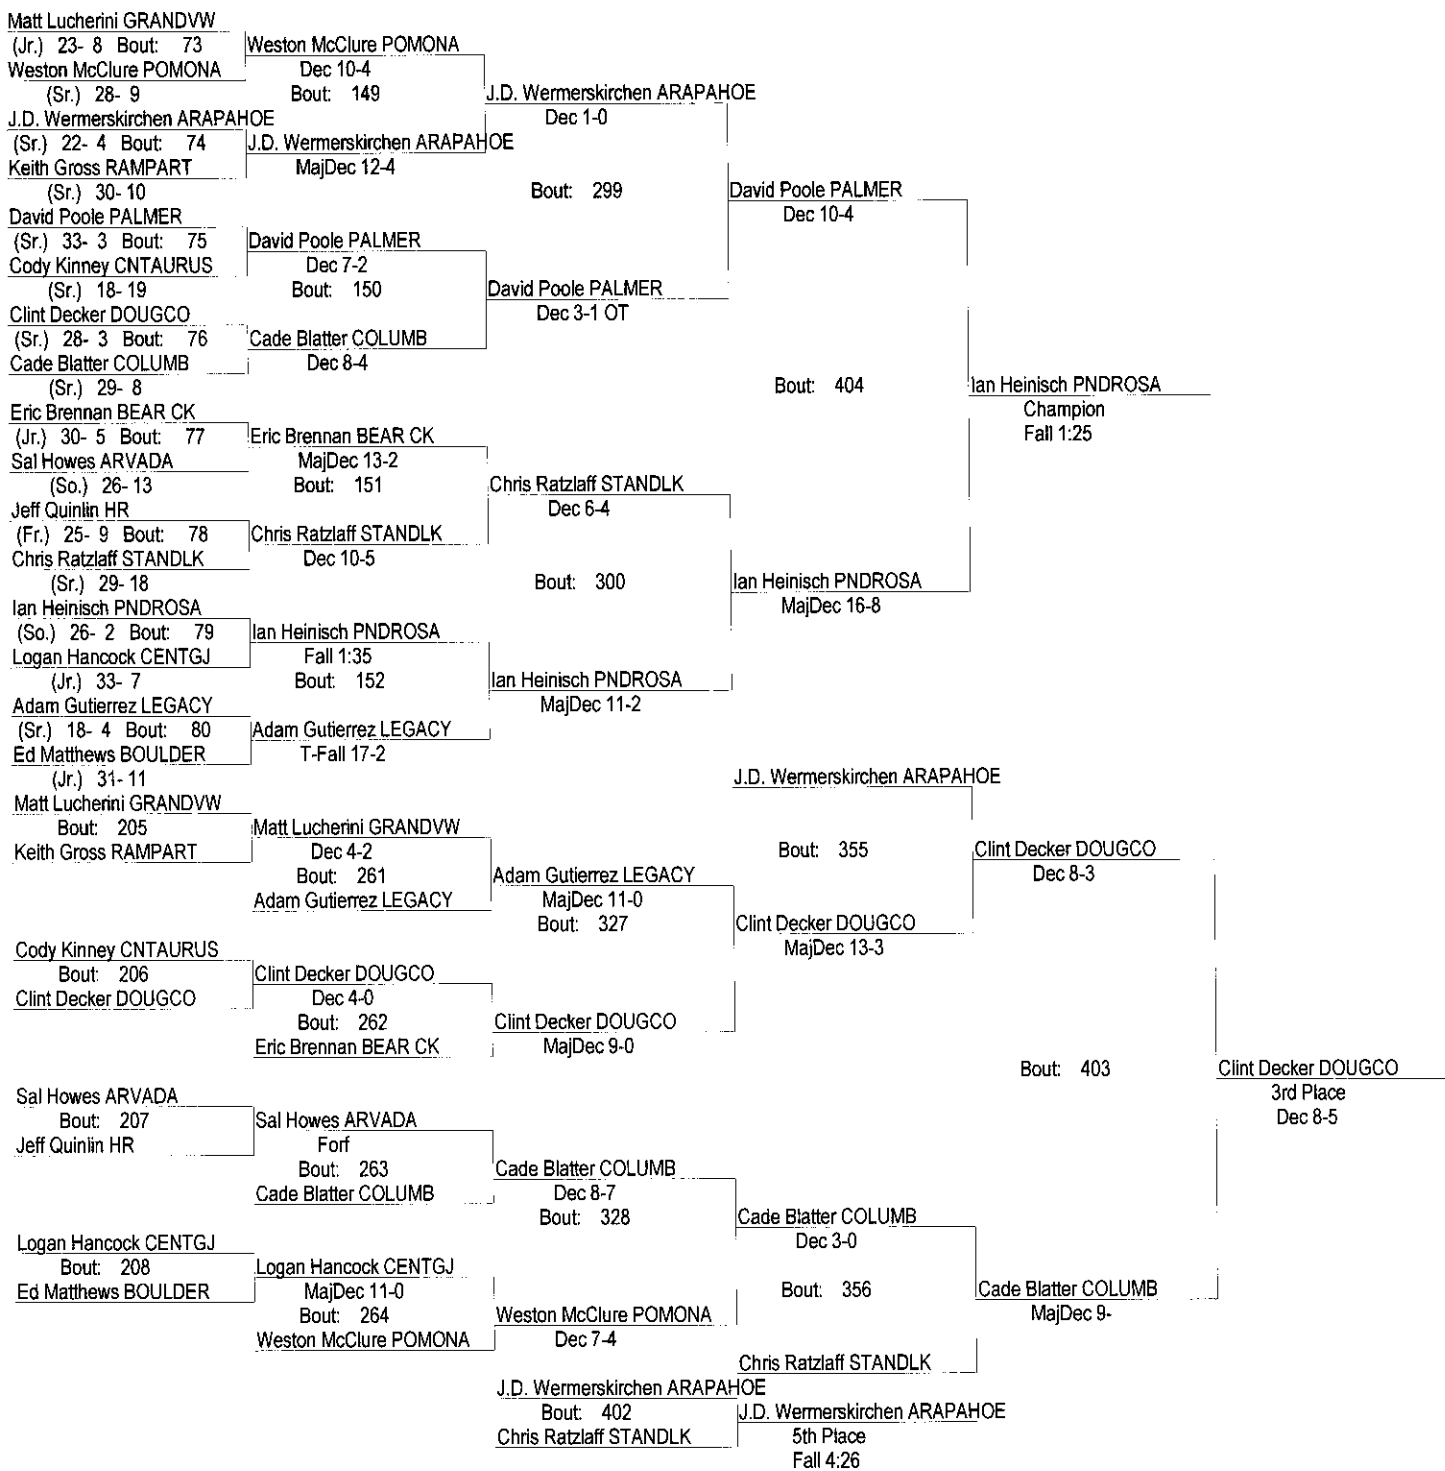 Matt Lucherini GRANDVW
(Jr.) 23- 8 Bout: 73
Weston McClure POMONA
Weston McClure POMONA
Dec 10-4
(Sr.) 28- 9
Bout: 149
J.D. Wermerskirchen ARAPAHOE
Dec 1-0
J.D. Wermerskirchen ARAPAHOE
(Sr.) 22- 4 Bout: 74
J.D. Wermerskirchen ARAPAHOE
Keith Gross RAMPART
MajDec 12-4
(Sr.) 30- 10
Bout: 299
David Poole PALMER
Dec 10-4
David Poole PALMER
(Sr.) 33- 3 Bout: 75
David Poole PALMER
Cody Kinney CNTAURUS
Dec 7-2
(Sr.) 18- 19
Bout: 150
David Poole PALMER
Dec 3-1 OT
Clint Decker DOUGCO
(Sr.) 28- 3 Bout: 76
Cade Blatter COLUMB
Cade Blatter COLUMB
Dec 8-4
(Sr.) 29- 8
Bout: 404
Ian Heinisch PNDROSA
Champion
Fall 1:25
Eric Brennan BEAR CK
(Jr.) 30- 5 Bout: 77
Eric Brennan BEAR CK
Sal Howes ARVADA
MajDec 13-2
(So.) 26- 13
Bout: 151
Chris Ratzlaff STANDLK
Dec 6-4
Jeff Quinlin HR
(Fr.) 25- 9 Bout: 78
Chris Ratzlaff STANDLK
Chris Ratzlaff STANDLK
Dec 10-5
(Sr.) 29- 18
Bout: 300
Ian Heinisch PNDROSA
MajDec 16-8
Ian Heinisch PNDROSA
(So.) 26- 2 Bout: 79
Ian Heinisch PNDROSA
Logan Hancock CENTGJ
Fall 1:35
(Jr.) 33- 7
Bout: 152
Ian Heinisch PNDROSA
MajDec 11-2
Adam Gutierrez LEGACY
(Sr.) 18- 4 Bout: 80
Adam Gutierrez LEGACY
Ed Matthews BOULDER
T-Fall 17-2
(Jr.) 31- 11
J.D. Wermerskirchen ARAPAHOE
Matt Lucherini GRANDVW
Bout: 205
Matt Lucherini GRANDVW
Keith Gross RAMPART
Dec 4-2
Bout: 261
Adam Gutierrez LEGACY
Adam Gutierrez LEGACY
MajDec 11-0
Bout: 327
Bout: 355
Clint Decker DOUGCO
Dec 8-3
Clint Decker DOUGCO
MajDec 13-3
Cody Kinney CNTAURUS
Bout: 206
Clint Decker DOUGCO
Clint Decker DOUGCO
Dec 4-0
Bout: 262
Clint Decker DOUGCO
Eric Brennan BEAR CK
MajDec 9-0
Bout: 403
Clint Decker DOUGCO
3rd Place
Dec 8-5
Sal Howes ARVADA
Bout: 207
Sal Howes ARVADA
Jeff Quinlin HR
Forf
Bout: 263
Cade Blatter COLUMB
Cade Blatter COLUMB
Dec 8-7
Bout: 328
Cade Blatter COLUMB
Dec 3-0
Logan Hancock CENTGJ
Bout: 208
Logan Hancock CENTGJ
Ed Matthews BOULDER
MajDec 11-0
Bout: 264
Weston McClure POMONA
Weston McClure POMONA
Dec 7-4
Bout: 356
Cade Blatter COLUMB
MajDec 9-
Chris Ratzlaff STANDLK
J.D. Wermerskirchen ARAPAHOE
Bout: 402
J.D. Wermerskirchen ARAPAHOE
Chris Ratzlaff STANDLK
5th Place
Fall 4:26